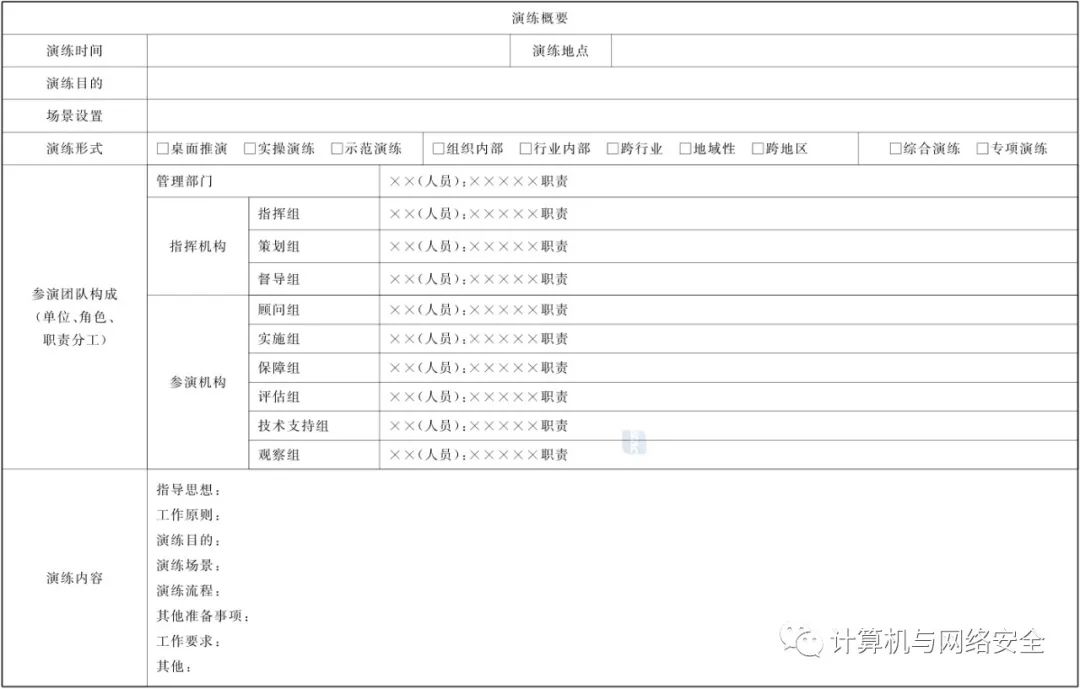 演练概要
演练时间 演练地点
演练目的
场景设置
演练形式 □桌面推演 □实操演练 □示范演练 □组织内部 □行业内部 □跨行业 □地域性 □跨地区 □综合演练 □专项演练
管理部门 ××(人员):×××××职责
指挥组 ××(人员):×××××职责
指挥机构 策划组 ××(人员):×××××职责
督导组 ××(人员):×××××职责
参演团队构成
(单位、角色、
职责分工)
顾问组 ××(人员):×××××职责
实施组 ××(人员):×××××职责
保障组 ××(人员):×××××职责
参演机构
评估组 ××(人员):×××××职责
技术支持组 ××(人员):×××××职责
观察组 ××(人员):×××××职责
演练内容
指导思想:
工作原则:
演练目的:
演练场景:
演练流程:
其他准备事项:
工作要求:
其他:
计算机与网络安全